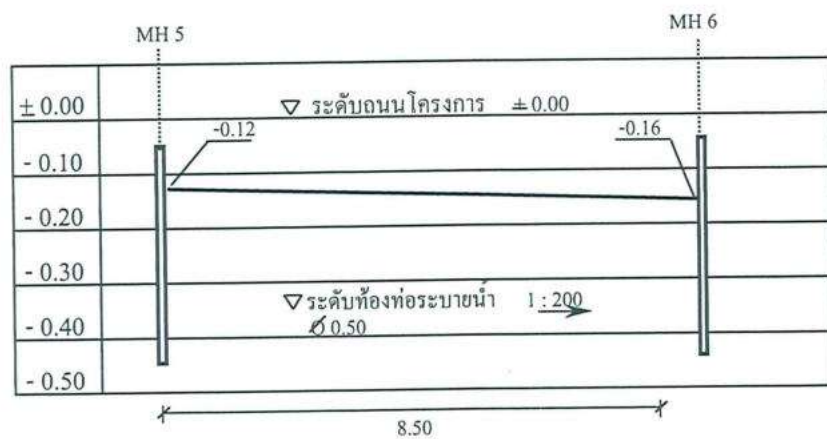 MH 5
MH 6
± 0.00
▽ ระดับถนนโครงการ ± 0.00
-0.12
-0.16
- 0.10
- 0.20
- 0.30
▽ ระดับท้องท่อระบายน้ำ 1 : 200
Ø 0.50
- 0.40
- 0.50
8.50